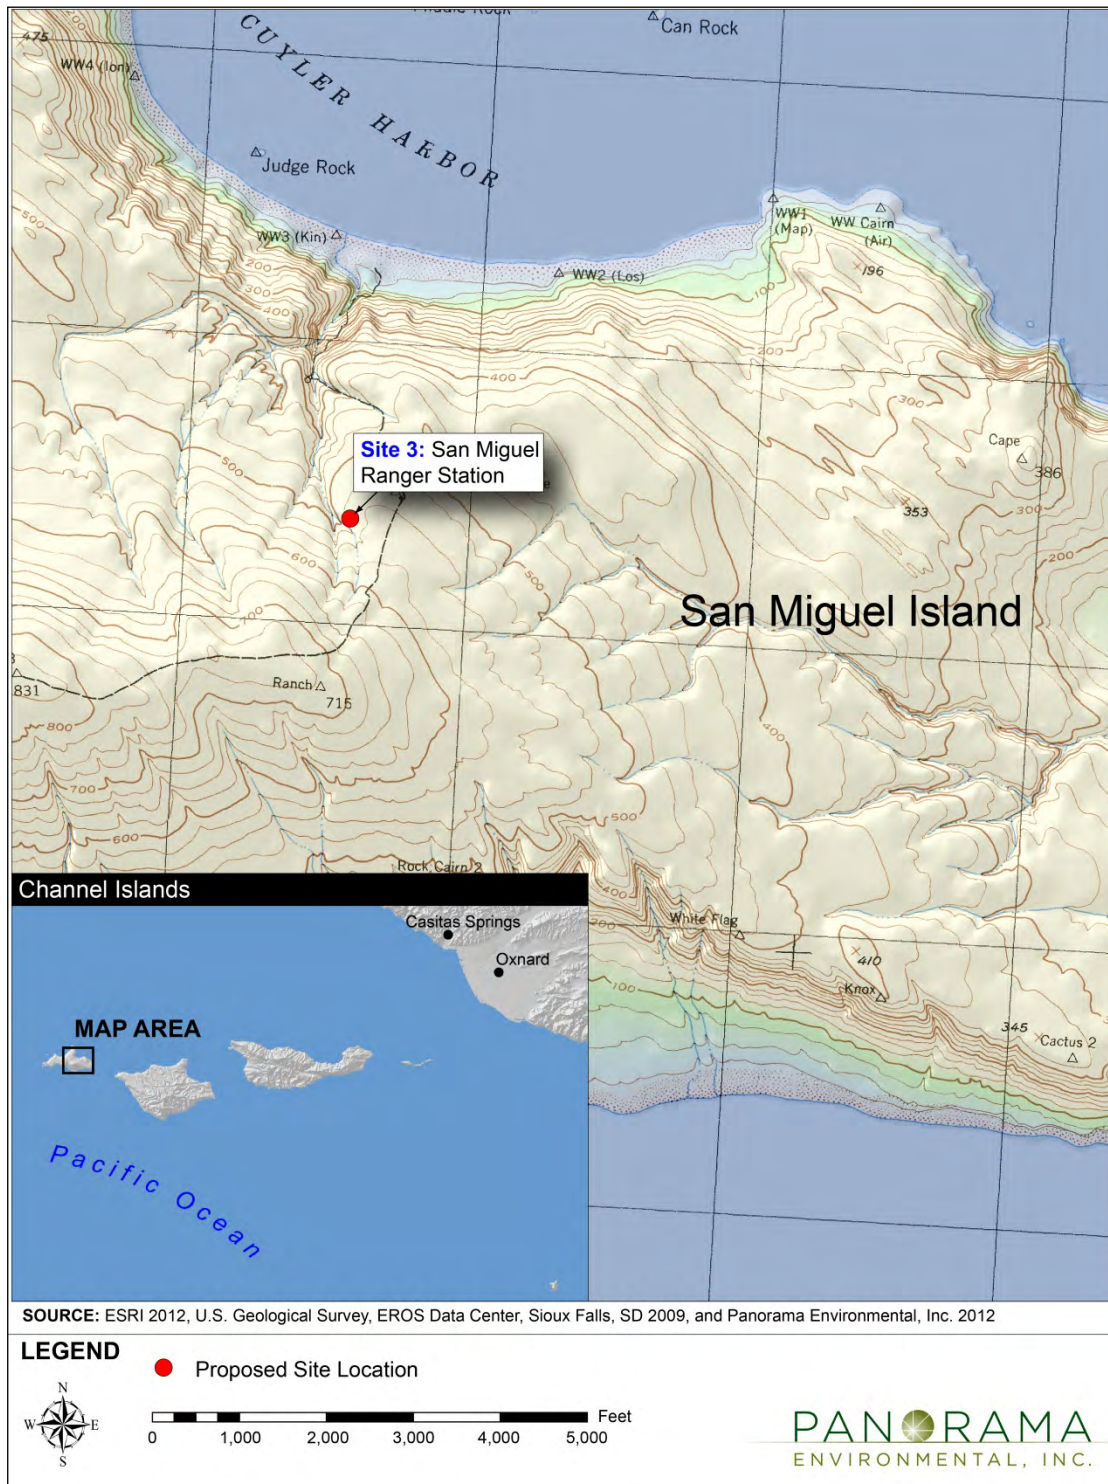 Can Rock
475
WW4 (Ion)
CUYLER HARBOR
Judge Rock
WW3 (Kin)
WW2 (Los)
WW1
(Map)
WW Cairn
(Air)
196
100
200
500
200
300
400
400
300
Cape
386
353
300
200
Site 3: San Miguel
Ranger Station
500
600
500
700
San Miguel Island
831
Ranch
715
800
400
700
600
500
Rock Cairn 2
400
200
White Flag
410
Knox
100
345
Cactus 2
Channel Islands
Casitas Springs
Oxnard
MAP AREA
Pacific Ocean
SOURCE: ESRI 2012, U.S. Geological Survey, EROS Data Center, Sioux Falls, SD 2009, and Panorama Environmental, Inc. 2012
LEGEND
Proposed Site Location
N
W E
S
Feet
0 1,000 2,000 3,000 4,000 5,000
PANORAMA
ENVIRONMENTAL, INC.